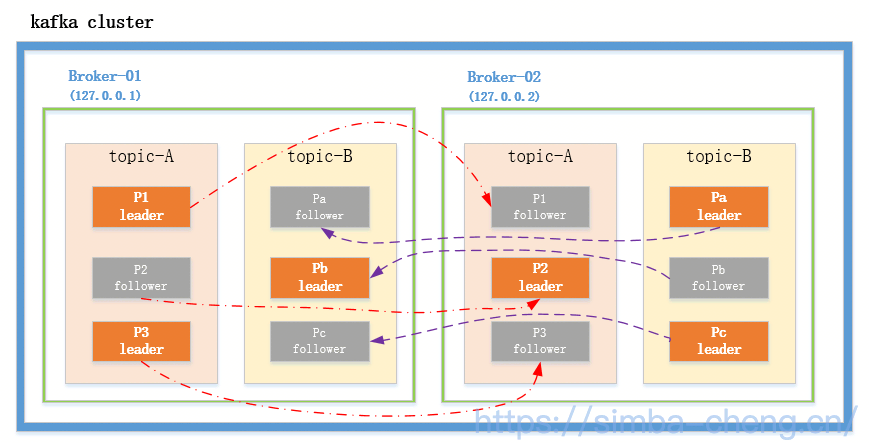 kafka cluster
Broker-01
(127.0.0.1)
topic-A
P1
leader
P2
follower
P3
leader
topic-B
Pa
follower
Pb
leader
Pc
follower
Broker-02
(127.0.0.2)
topic-A
P1
follower
P2
leader
P3
follower
topic-B
Pa
leader
Pb
follower
Pc
leader
https://simba-cheng.cn/